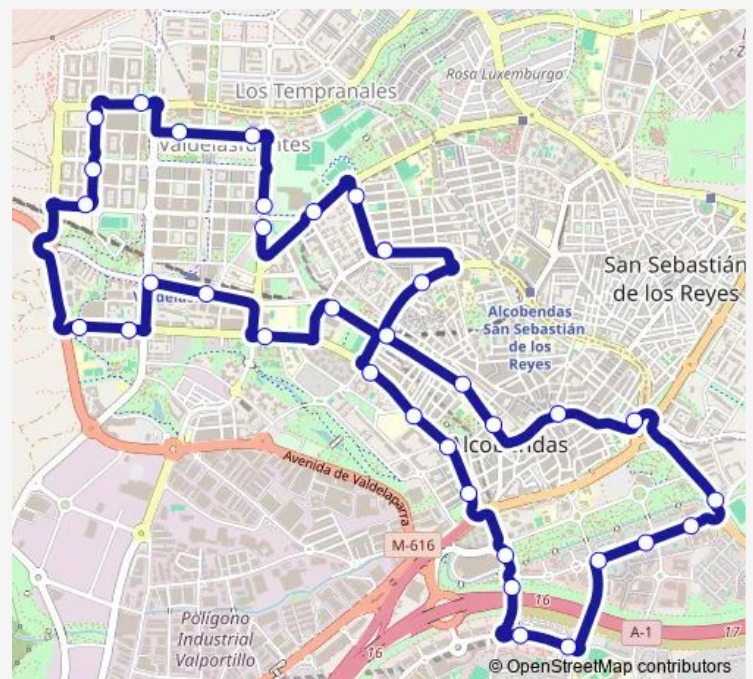 Los Tempranales
Rosa Luxemburgo
San Sebastián
de los Reyes
Alcobendas
San Sebastián
de los
Reyes
Alcobendas
Avenida de Valdelaparra
M-616
Polígono
Industrial
Valportillo
16
16
A-1
17
© OpenStreetMap contributors